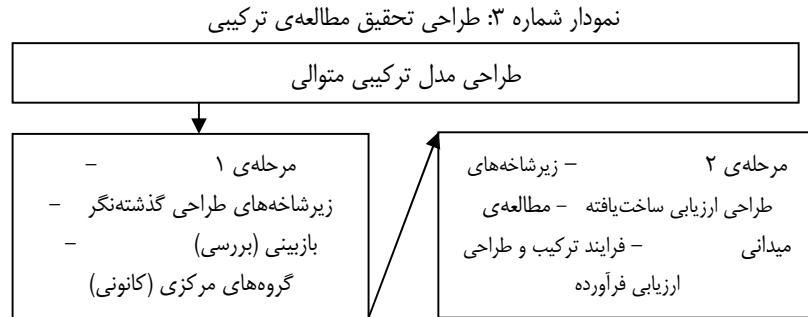 نمودار شماره ۳: طراحی تحقیق مطالعه‌ی ترکیبی
طراحی مدل ترکیبی متوالی
مرحله‌ی ۱ –
زیرشاخه‌های طراحی گذشته‌نگر –
بازبینی (بررسی) –
گروه‌های مرکزی (کانونی)
مرحله‌ی ۲ – زیرشاخه‌های
طراحی ارزیابی ساخت‌یافته – مطالعه‌ی
میدانی – فرایند ترکیب و طراحی
ارزیابی فرآورده